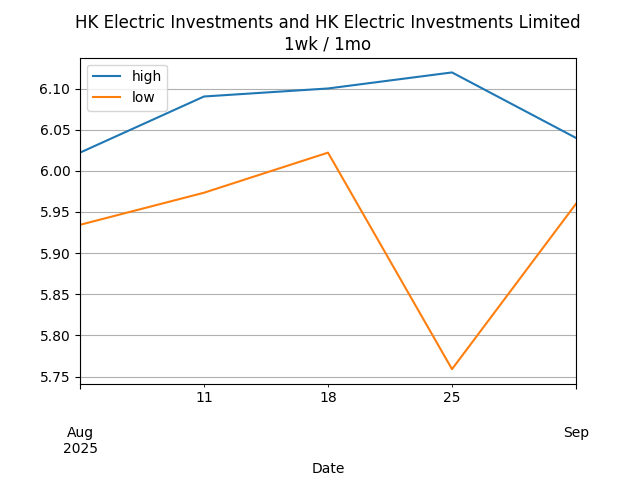 HK Electric Investments and HK Electric Investments Limited
1wk / 1mo
high
low
6.10
6.05
6.00
5.95
5.90
5.85
5.80
5.75
11
18
25
Aug
2025
Sep
Date